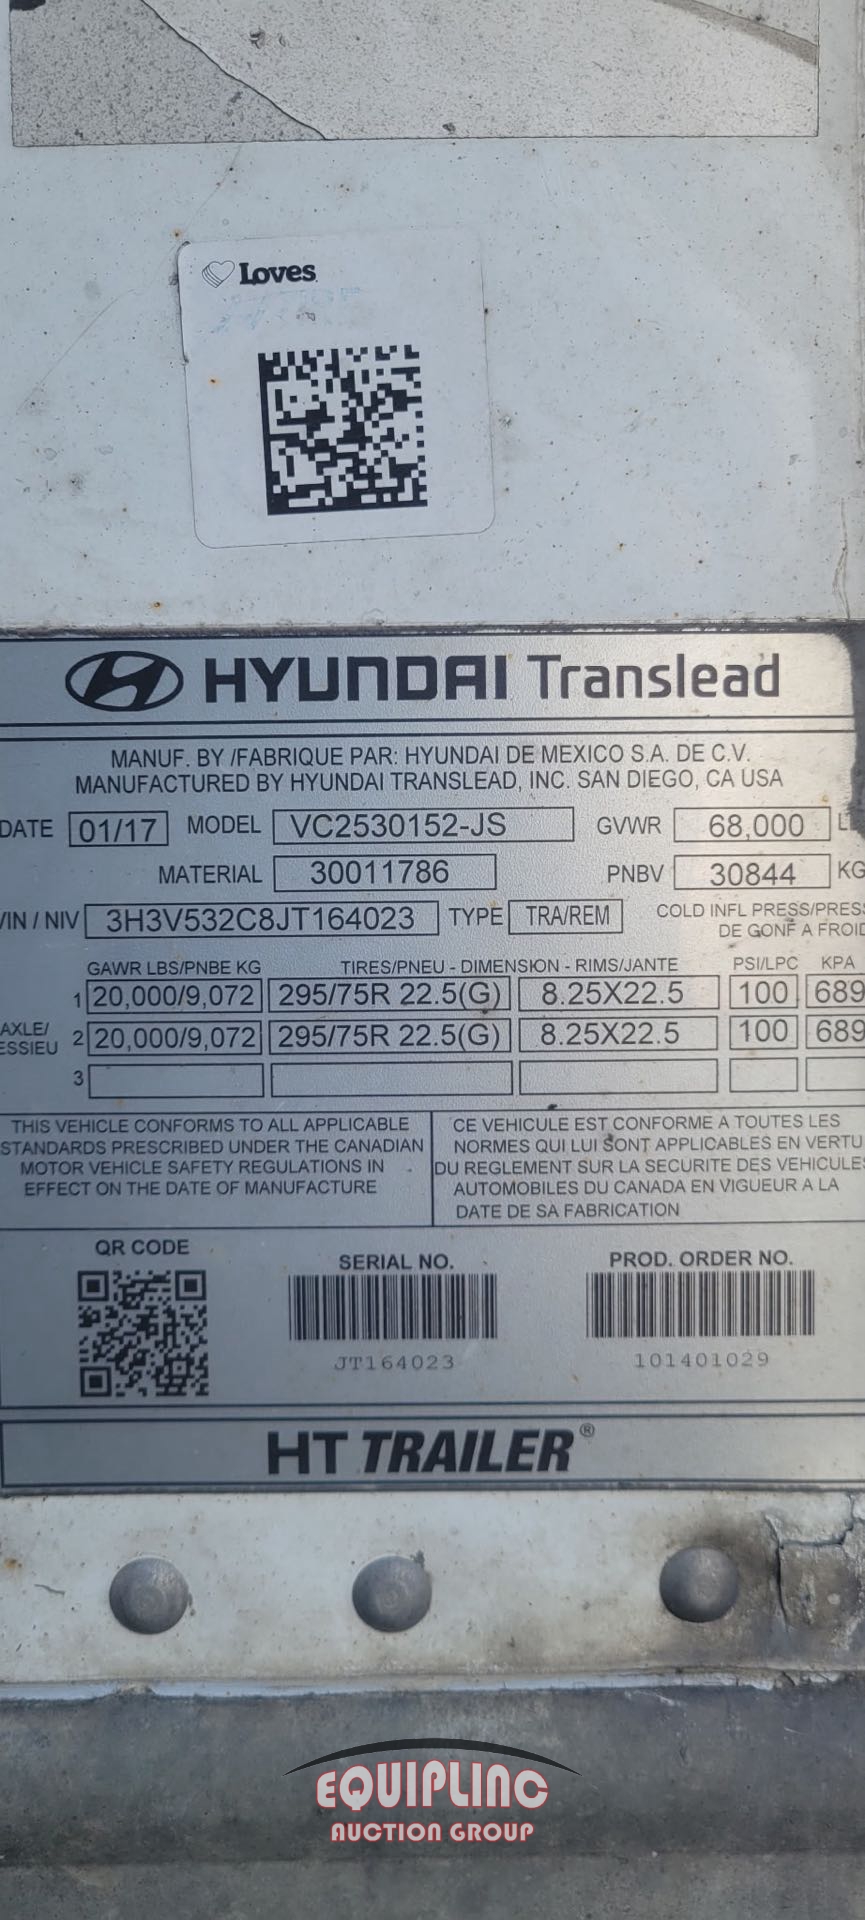 Loves
HYUNDAI Translead
MANUF. BY /FABRIQUE PAR: HYUNDAI DE MEXICO S.A. DE C.V.
MANUFACTURED BY HYUNDAI TRANSLEAD, INC. SAN DIEGO, CA USA
DATE 01/17 MODEL VC2530152-JS GVWR 68,000
MATERIAL 30011786 PNBV 30844 KG
VIN / NIV 3H3V532C8JT164023 TYPE TRA/REM COLD INFL PRESS/PRESS
DE GONF A FROID
GAWR LBS/PNBE KG TIRES/PNEU - DIMENSION - RIMS/JANTE PSI/LPC KPA
1 20,000/9,072 295/75R 22.5(G) 8.25X22.5 100 689
AXLE/
ESSIEU 2 20,000/9,072 295/75R 22.5(G) 8.25X22.5 100 689
3
THIS VEHICLE CONFORMS TO ALL APPLICABLE
STANDARDS PRESCRIBED UNDER THE CANADIAN
MOTOR VEHICLE SAFETY REGULATIONS IN
EFFECT ON THE DATE OF MANUFACTURE
CE VEHICULE EST CONFORME A TOUTES LES
NORMES QUI LUI SONT APPLICABLES EN VERTU
DU REGLEMENT SUR LA SECURITE DES VEHICULES
AUTOMOBILES DU CANADA EN VIGUEUR A LA
DATE DE SA FABRICATION
QR CODE
SERIAL NO.
JT164023
PROD. ORDER NO.
101401029
HT TRAILER®
EQUIPLINC
AUCTION GROUP